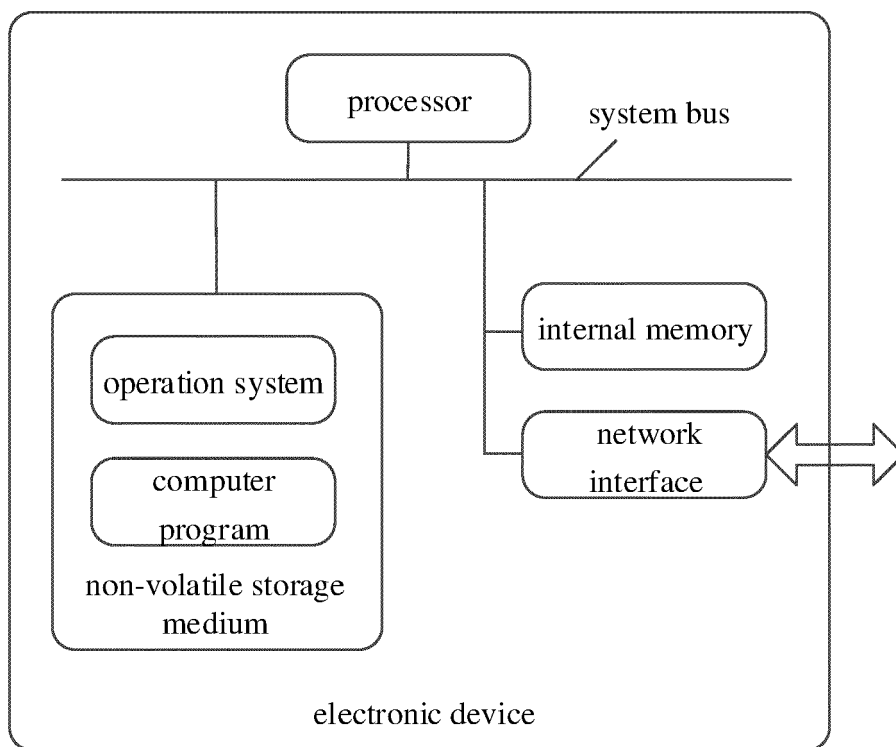 processor
system bus
internal memory
operation system
network
interface
computer
program
non-volatile storage
medium
electronic device